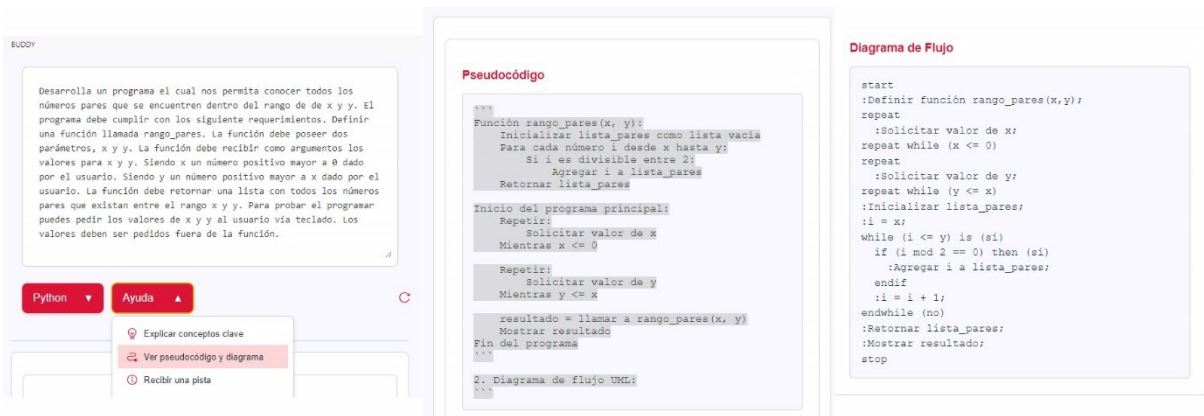 BUDDY
Desarrolla un programa el cual nos permita conocer todos los
números pares que se encuentren dentro del rango de de x y y. El
programa debe cumplir con los siguiente requerimientos. Definir
una función llamada rango_pares. La función debe poseer dos
parámetros, x y y. La función debe recibir como argumentos los
valores para x y y. Siendo x un número positivo mayor a 0 dado
por el usuario. Siendo y un número positivo mayor a x dado por el
usuario. La función debe retornar una lista con todos los números
pares que existan entre el rango x y y. Para probar el programar
puedes pedir los valores de x y y al usuario vía teclado. Los
valores deben ser pedidos fuera de la función.
Python ▼ Ayuda ▲
Explicar conceptos clave
Ver pseudocódigo y diagrama
Recibir una pista
Pseudocódigo
```
Función rango_pares(x, y):
    Inicializar lista_pares como lista vacía
    Para cada número i desde x hasta y:
        Si i es divisible entre 2:
            Agregar i a lista_pares
    Retornar lista_pares
Inicio del programa principal:
    Repetir:
        Solicitar valor de x
    Mientras x <= 0
    Repetir:
        Solicitar valor de y
    Mientras y <= x
    resultado = llamar a rango_pares(x, y)
    Mostrar resultado
Fin del programa
```
2. Diagrama de flujo UML:
```
Diagrama de Flujo
start
:Definir función rango_pares(x,y);
repeat
  :Solicitar valor de x;
repeat while (x <= 0)
repeat
  :Solicitar valor de y;
repeat while (y <= x)
:Inicializar lista_pares;
:i = x;
while (i <= y) is (sí)
  if (i mod 2 == 0) then (sí)
    :Agregar i a lista_pares;
  endif
  :i = i + 1;
endwhile (no)
:Retornar lista_pares;
:Mostrar resultado;
stop